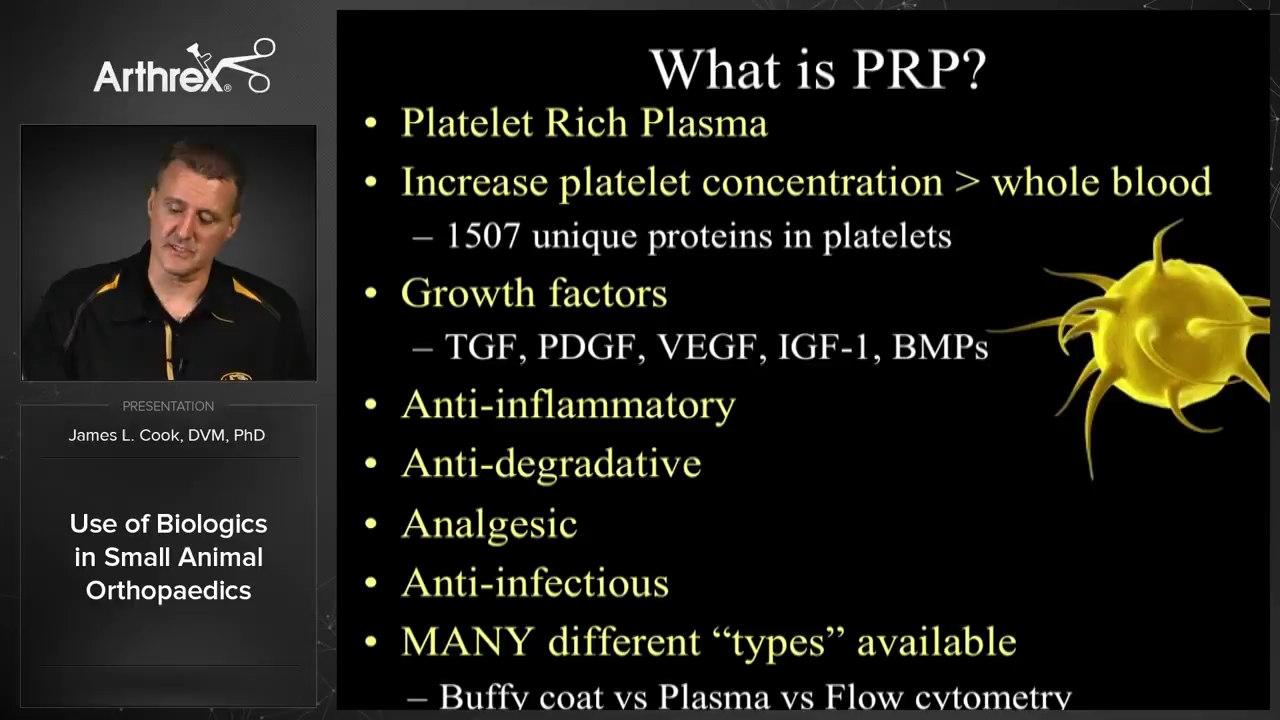 Arthrex®
PRESENTATION
James L. Cook, DVM, PhD
Use of Biologics
in Small Animal
Orthopaedics
What is PRP?
• Platelet Rich Plasma
• Increase platelet concentration > whole blood
– 1507 unique proteins in platelets
• Growth factors
– TGF, PDGF, VEGF, IGF-1, BMPs
• Anti-inflammatory
• Anti-degradative
• Analgesic
• Anti-infectious
• MANY different “types” available
– Buffy coat vs Plasma vs Flow cytometry